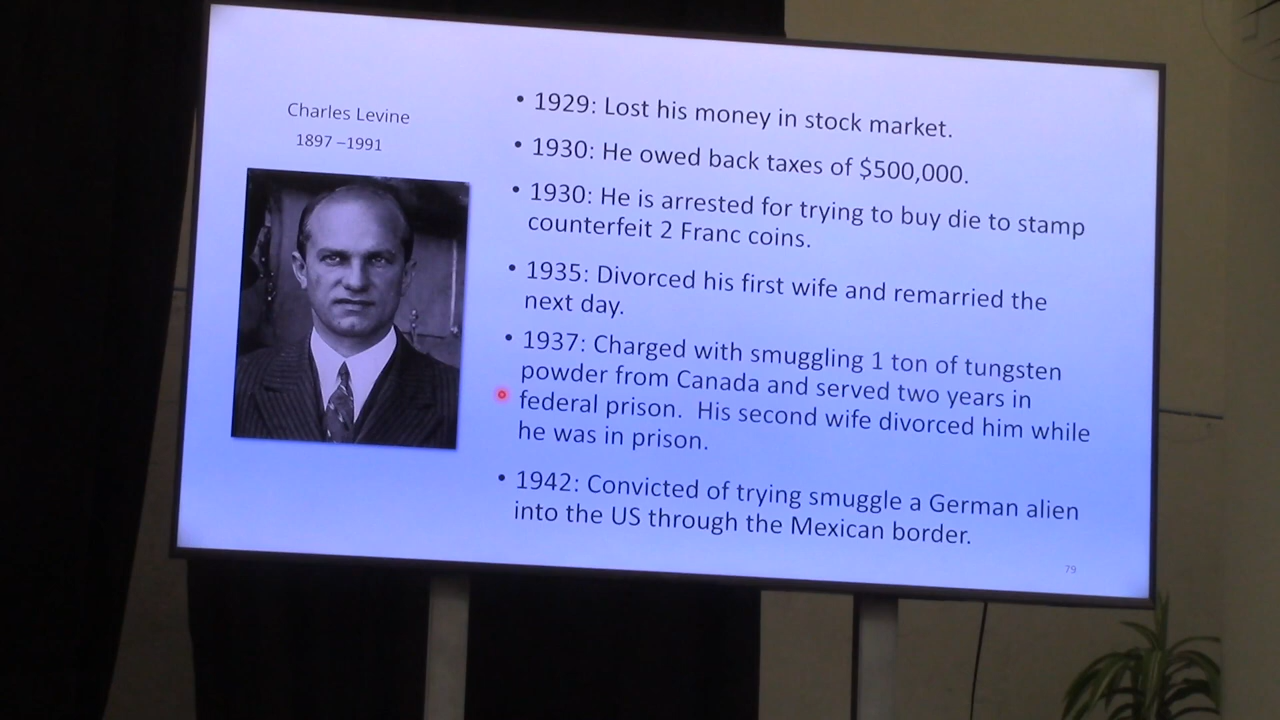 Charles Levine
1897 –1991
• 1929: Lost his money in stock market.
• 1930: He owed back taxes of $500,000.
• 1930: He is arrested for trying to buy die to stamp
counterfeit 2 Franc coins.
• 1935: Divorced his first wife and remarried the
next day.
• 1937: Charged with smuggling 1 ton of tungsten
powder from Canada and served two years in
federal prison.  His second wife divorced him while
he was in prison.
• 1942: Convicted of trying smuggle a German alien
into the US through the Mexican border.
79